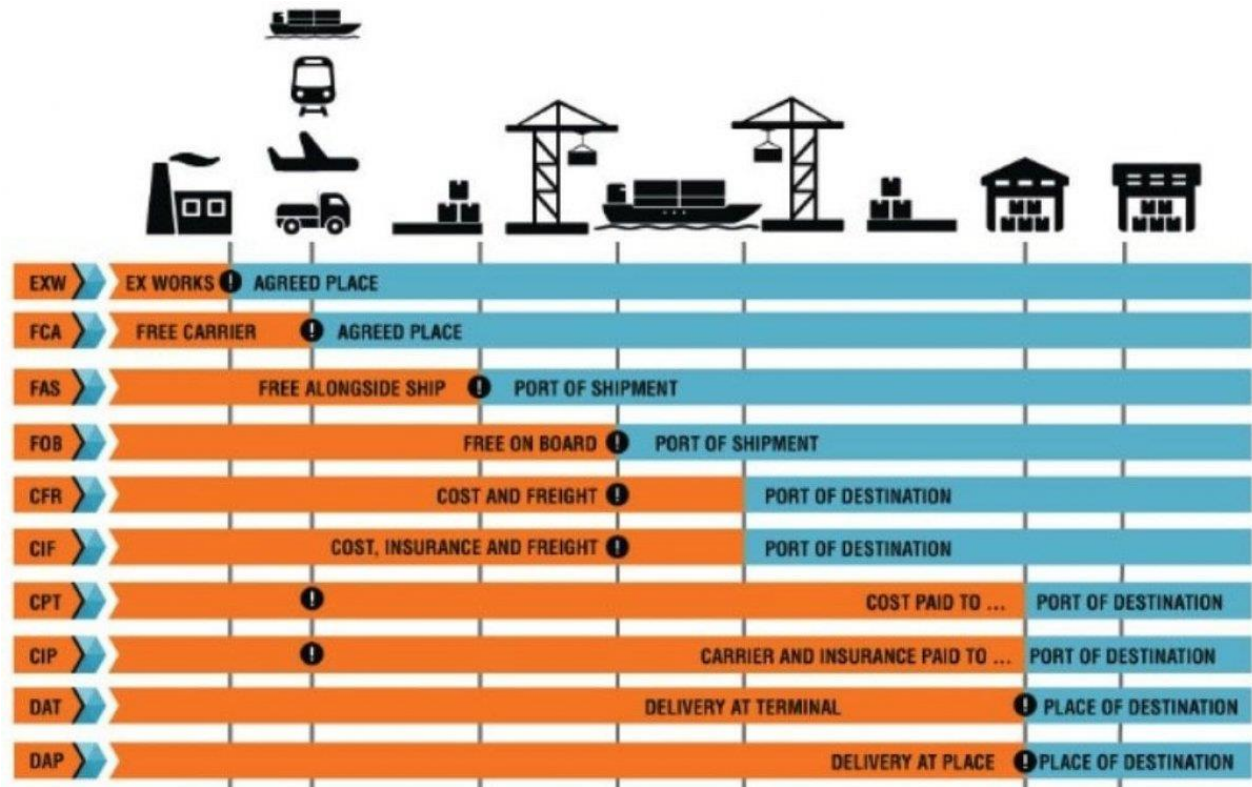 EXW EX WORKS ! AGREED PLACE
FCA FREE CARRIER ! AGREED PLACE
FAS FREE ALONGSIDE SHIP ! PORT OF SHIPMENT
FOB FREE ON BOARD ! PORT OF SHIPMENT
CFR COST AND FREIGHT ! PORT OF DESTINATION
CIF COST, INSURANCE AND FREIGHT ! PORT OF DESTINATION
CPT ! COST PAID TO ... PORT OF DESTINATION
CIP ! CARRIER AND INSURANCE PAID TO ... PORT OF DESTINATION
DAT DELIVERY AT TERMINAL ! PLACE OF DESTINATION
DAP DELIVERY AT PLACE ! PLACE OF DESTINATION